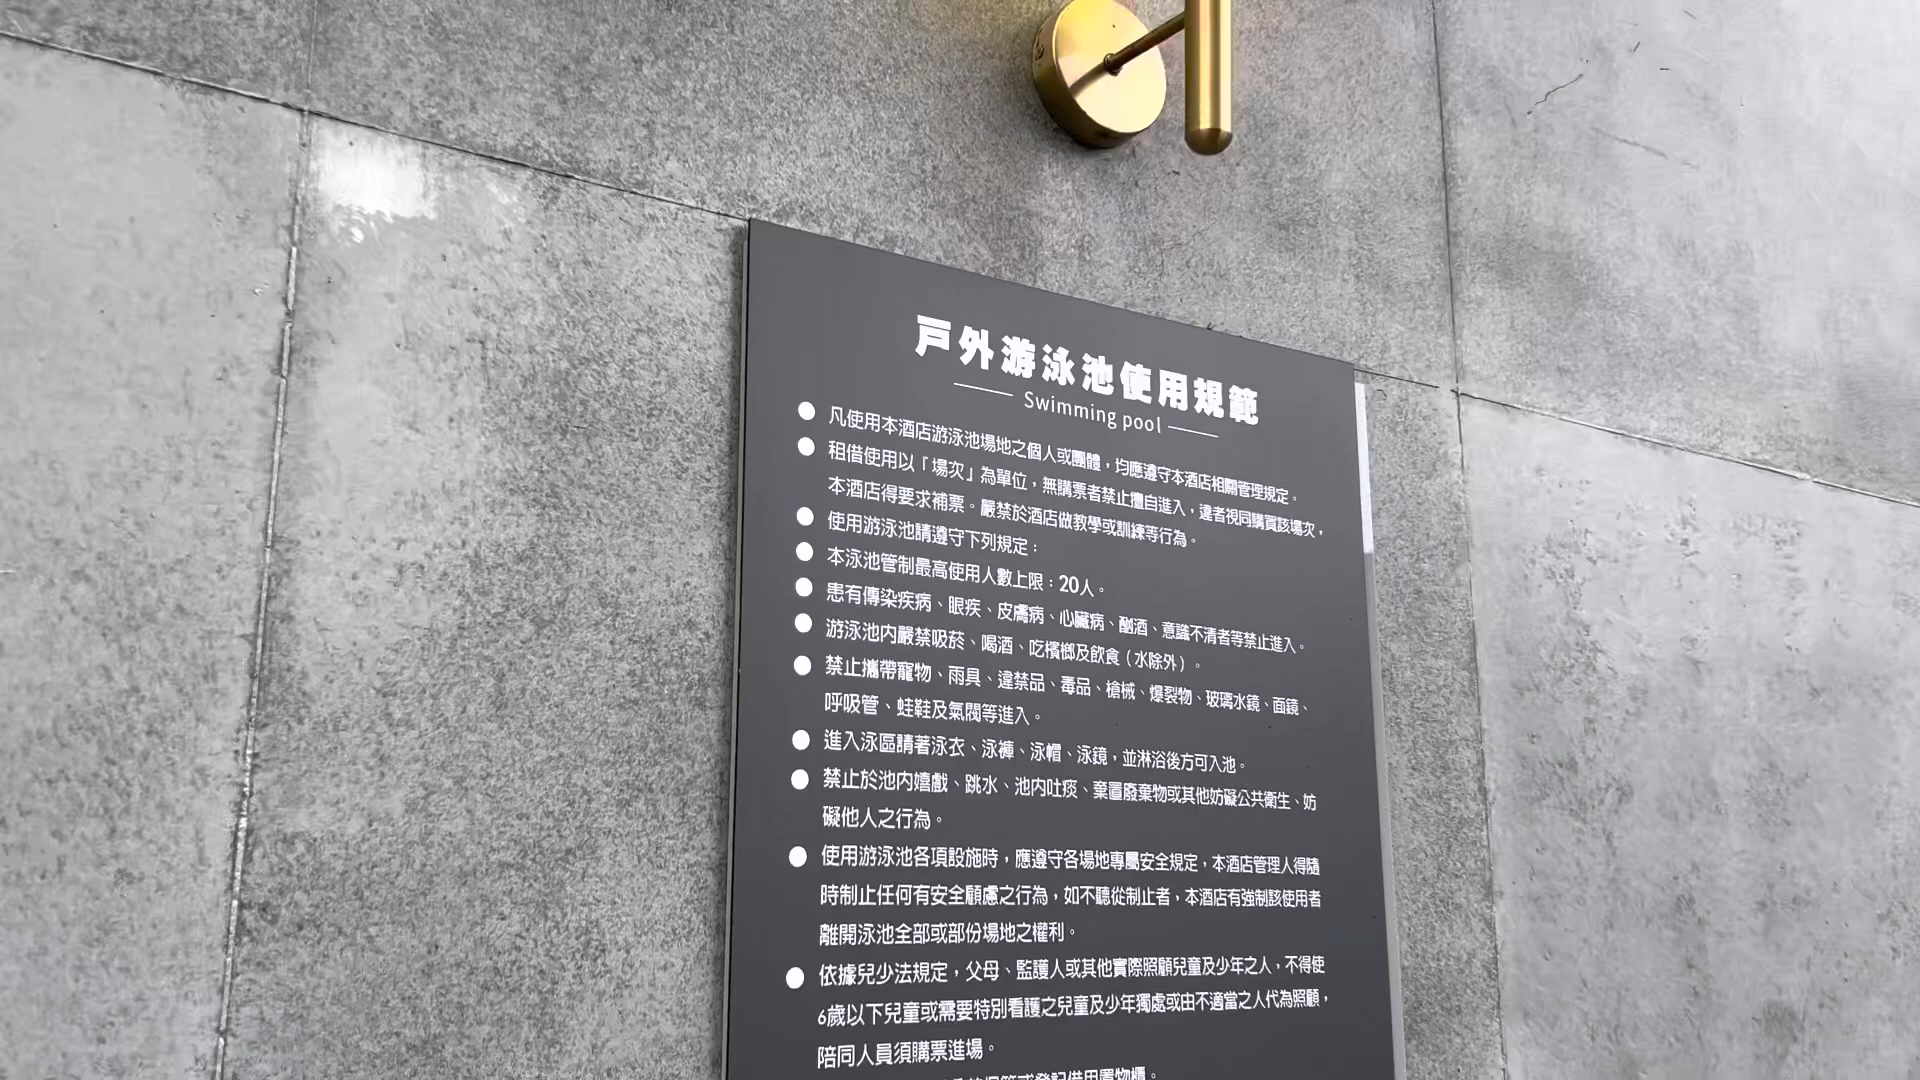 戶外游泳池使用規範
Swimming pool
凡使用本酒店游泳池場地之個人或團體，均應遵守本酒店相關管理規定。
租借使用以「場次」為單位，無購票者禁止擅自進入，違者視同購買該場次，
本酒店得要求補票。嚴禁於酒店做教學或訓練等行為。
使用游泳池請遵守下列規定：
本泳池管制最高使用人數上限：20人。
患有傳染疾病、眼疾、皮膚病、心臟病、酗酒、意識不清者等禁止進入。
游泳池內嚴禁吸菸、喝酒、吃檳榔及飲食（水除外）。
禁止攜帶寵物、雨具、違禁品、毒品、槍械、爆裂物、玻璃水鏡、面鏡、
呼吸管、蛙鞋及氣閥等進入。
進入泳區請著泳衣、泳褲、泳帽、泳鏡，並淋浴後方可入池。
禁止於池內嬉戲、跳水、池內吐痰、棄置廢棄物或其他妨礙公共衛生、妨
礙他人之行為。
使用游泳池各項設施時，應遵守各場地專屬安全規定，本酒店管理人得隨
時制止任何有安全顧慮之行為，如不聽從制止者，本酒店有強制該使用者
離開泳池全部或部份場地之權利。
依據兒少法規定，父母、監護人或其他實際照顧兒童及少年之人，不得使
6歲以下兒童或需要特別看護之兒童及少年獨處或由不適當之人代為照顧，
陪同人員須購票進場。
借用置物櫃。